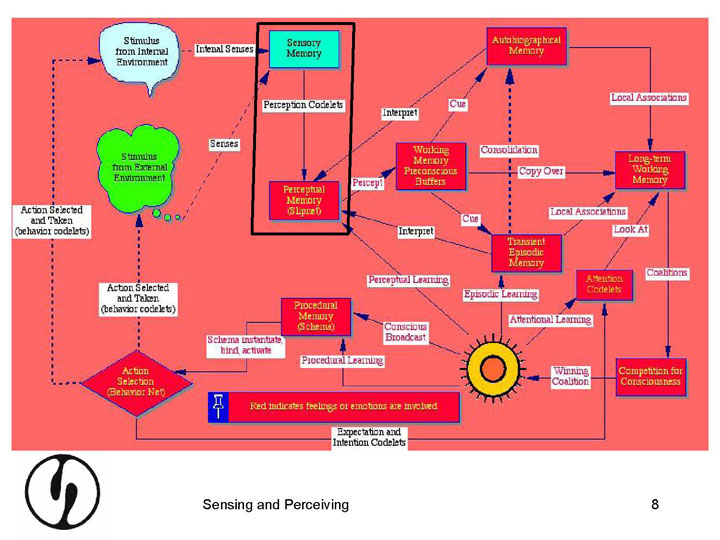 Stimulus
from Internal
Environment
Intenal Senses
Sensory
Memory
Autobiographical
Memory
Perception Codelets
Interpret
Cue
Local Associations
Senses
Stimulus
from External
Environment
Working
Memory
Preconscious
Buffers
Consolidation
Copy Over
Long-term
Working
Memory
Perceptual
Memory
(Slipnet)
Percept
Cue
Local Associations
Interpret
Look At
Action Selected
and Taken
(behavior codelets)
Transient
Episodic
Memory
Perceptual Learning
Attention
Codelets
Coalitions
Action Selected
and Taken
(behavior codelets)
Episodic Learning
Procedural
Memory
(Schema)
Attentional Learning
Conscious
Broadcast
Schema instantiate,
bind, activate
Procedural Learning
Action
Selection
(Behavior Net)
Winning
Coalition
Competition for
Consciousness
Red indicates feelings or emotions are involved
Expectation and
Intention Codelets
Sensing and Perceiving
8